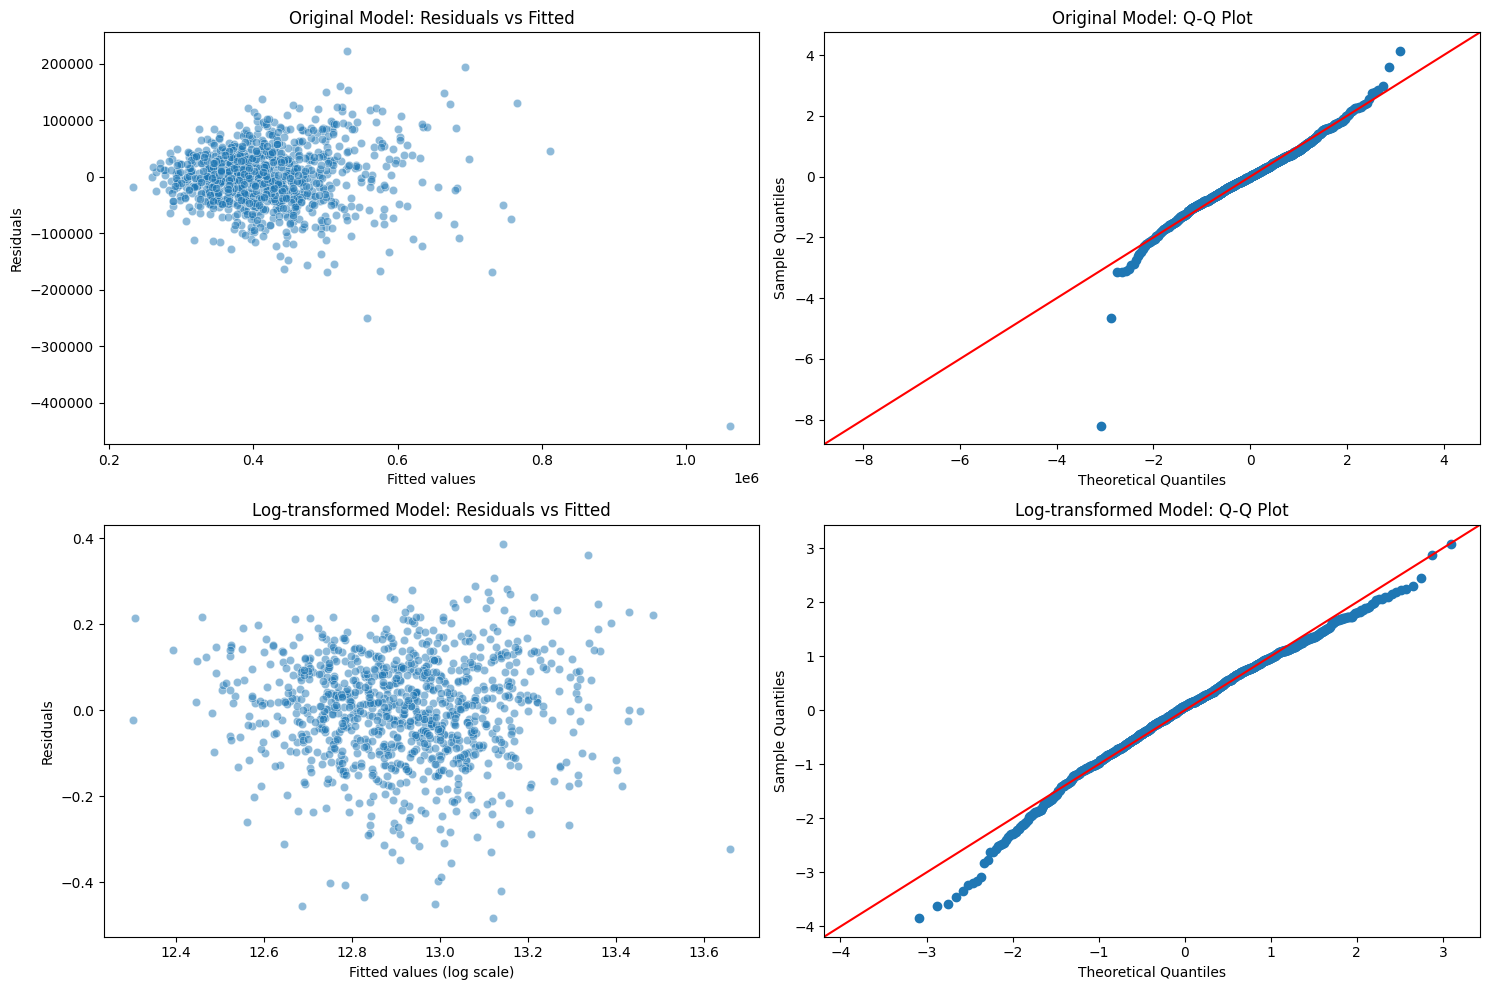 Original Model: Residuals vs Fitted
200000
100000
0
−100000
−200000
−300000
−400000
Residuals
0.2 0.4 0.6 0.8 1.0
1e6
Fitted values
Original Model: Q-Q Plot
4
2
0
−2
−4
−6
−8
Sample Quantiles
−8 −6 −4 −2 0 2 4
Theoretical Quantiles
Log-transformed Model: Residuals vs Fitted
0.4
0.2
0.0
−0.2
−0.4
Residuals
12.4 12.6 12.8 13.0 13.2 13.4 13.6
Fitted values (log scale)
Log-transformed Model: Q-Q Plot
3
2
1
0
−1
−2
−3
−4
Sample Quantiles
−4 −3 −2 −1 0 1 2 3
Theoretical Quantiles